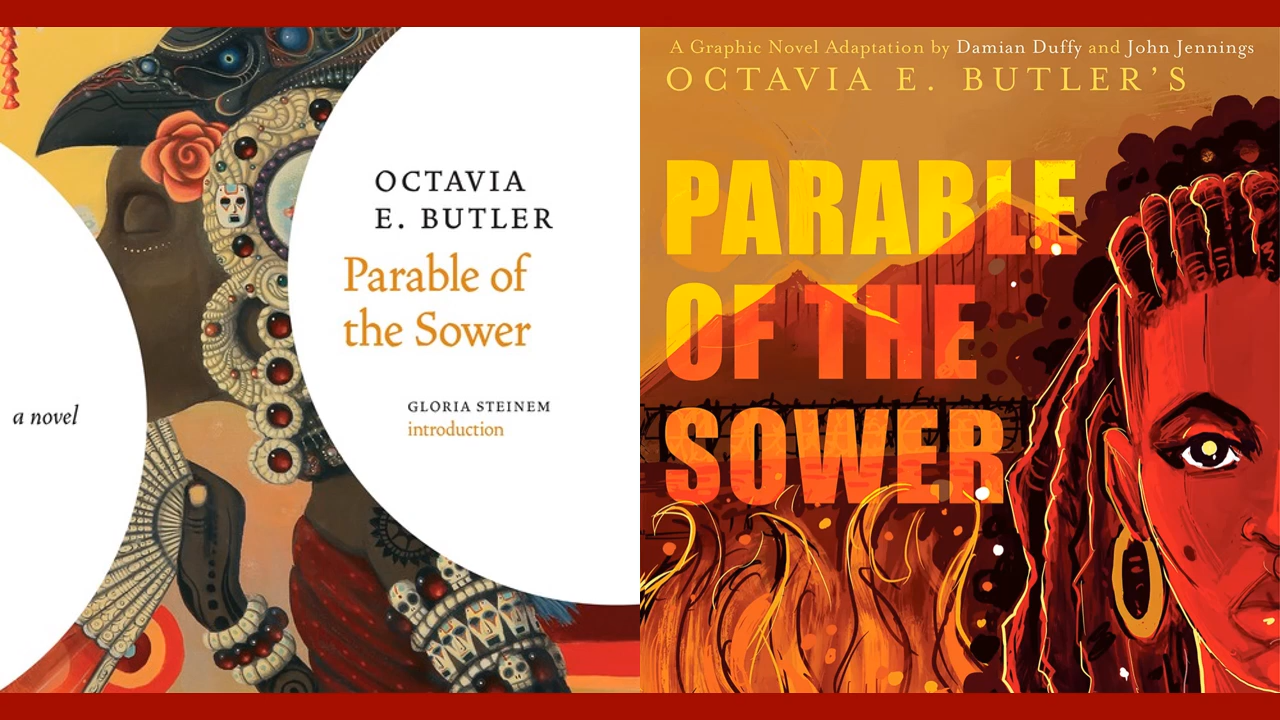 OCTAVIA
E. BUTLER
Parable of
the Sower
GLORIA STEINEM
introduction
a novel
A Graphic Novel Adaptation by Damian Duffy and John Jennings
OCTAVIA E. BUTLER'S
PARABLE
OF THE
SOWER